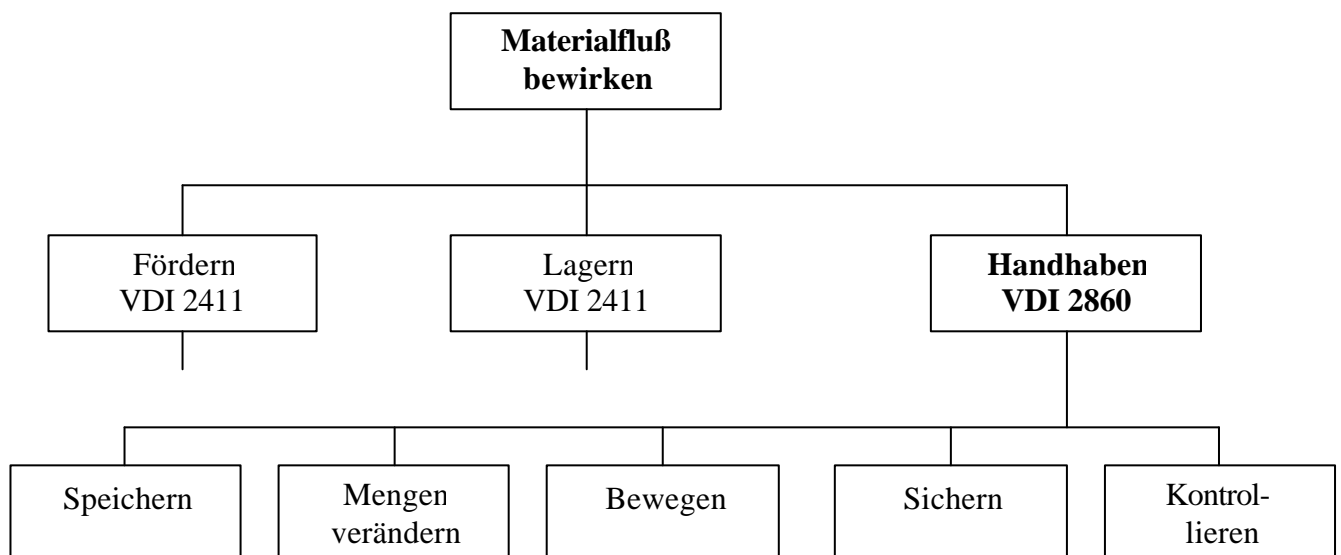 Materialfluß
bewirken
Fördern
VDI 2411
Lagern
VDI 2411
Handhaben
VDI 2860
Speichern
Mengen
verändern
Bewegen
Sichern
Kontrol-
lieren